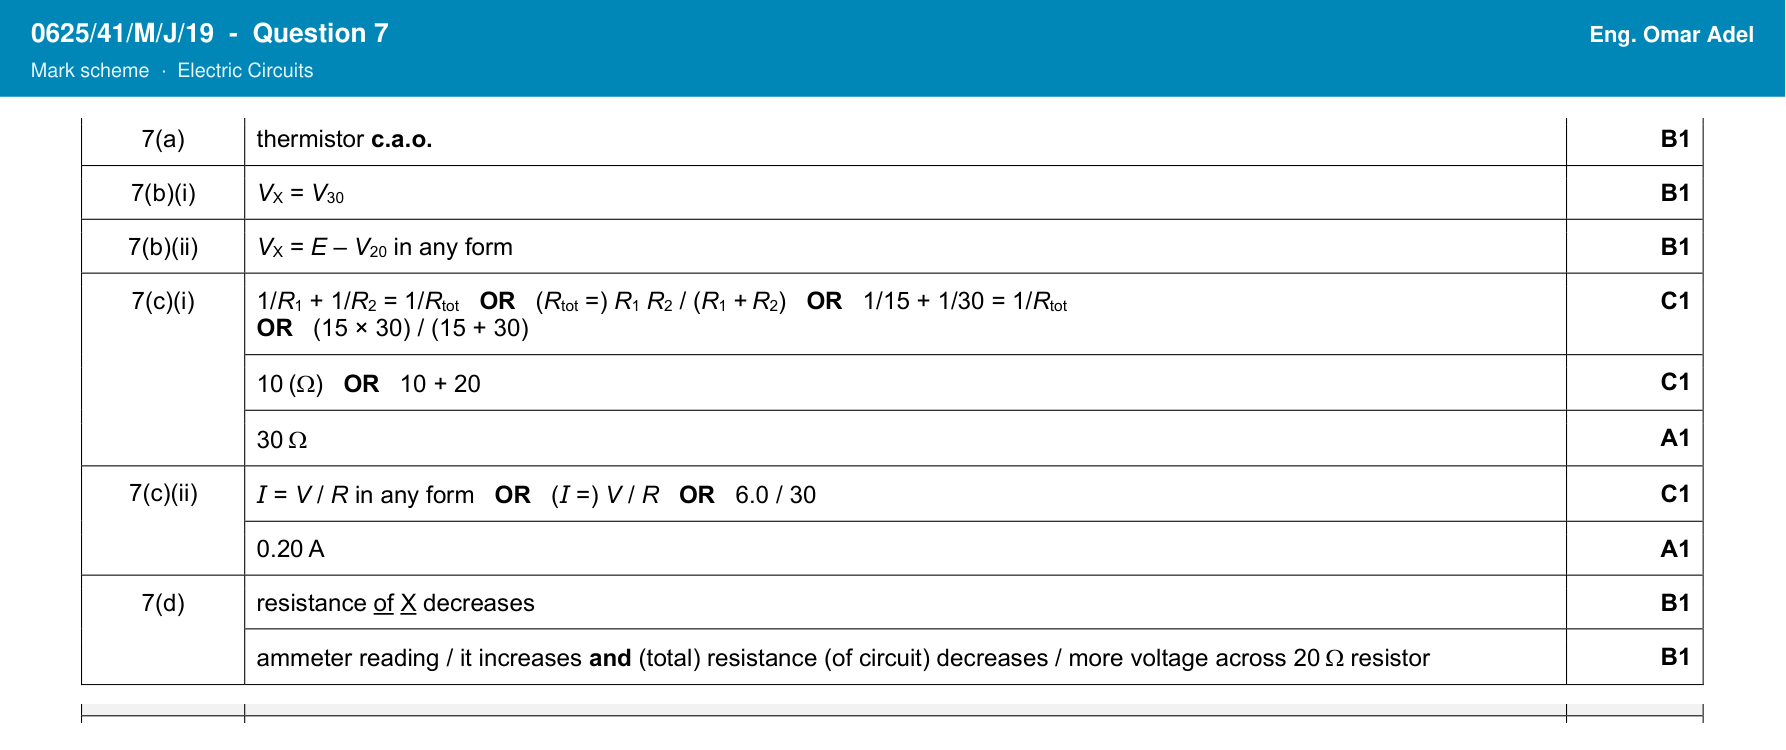 0625/41/M/J/19 - Question 7
Eng. Omar Adel
Mark scheme · Electric Circuits
7(a) thermistor c.a.o. B1
7(b)(i) VX = V30 B1
7(b)(ii) VX = E – V20 in any form B1
7(c)(i) 1/R1 + 1/R2 = 1/Rtot OR (Rtot =) R1 R2 / (R1 + R2) OR 1/15 + 1/30 = 1/Rtot C1
OR (15 × 30) / (15 + 30)
10 (Ω) OR 10 + 20 C1
30 Ω A1
7(c)(ii) I = V / R in any form OR (I =) V / R OR 6.0 / 30 C1
0.20 A A1
7(d) resistance of X decreases B1
ammeter reading / it increases and (total) resistance (of circuit) decreases / more voltage across 20 Ω resistor B1